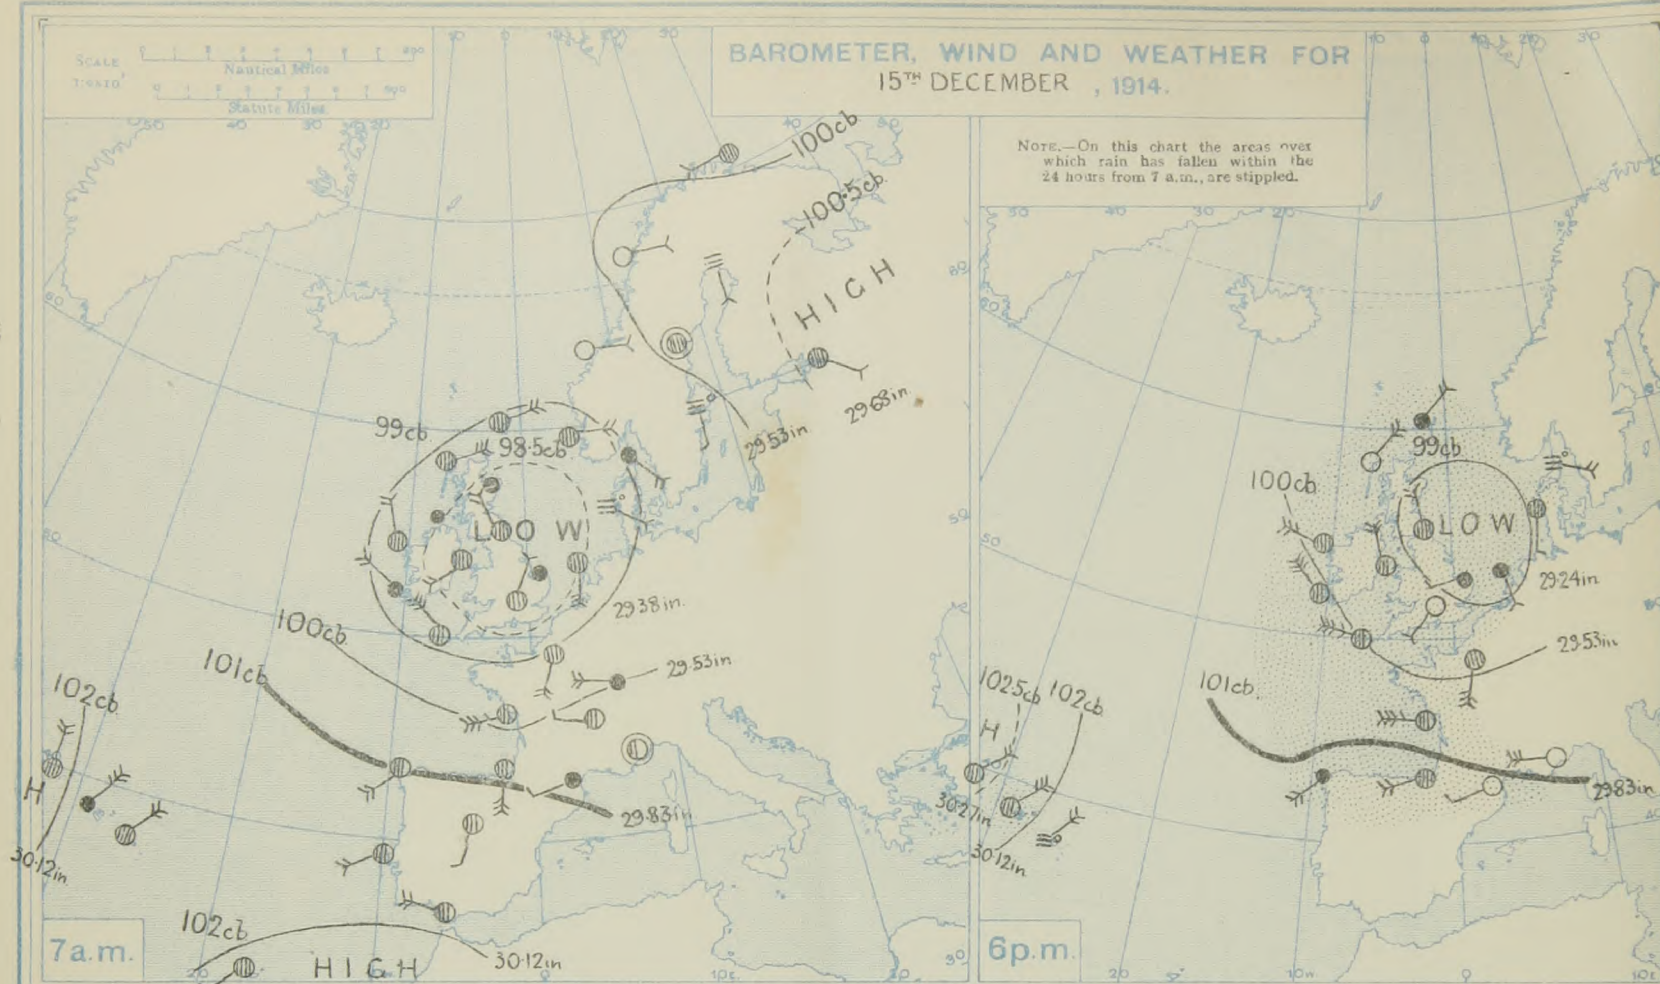 SCALE
Nautical Miles
Statute Miles.
BAROMETER, WIND AND WEATHER FOR
15TH DECEMBER , 1914.
NOTE.—On this chart the areas over
which rain has fallen within the
24 hours from 7 a.m., are stippled.
100cb
100·5cb
HIGH
29·68in.
29·53in
99cb
98·5cb
LOW
29·38in.
100cb
29·53in
101cb
102cb
H
30·12in
29·83in
102cb
HIGH
30·12in
7a.m.
99cb
100cb
LOW
29·24in
29·53in
1025cb
102cb
H
30·27in
30·12in
101cb.
29·83in
6p.m.